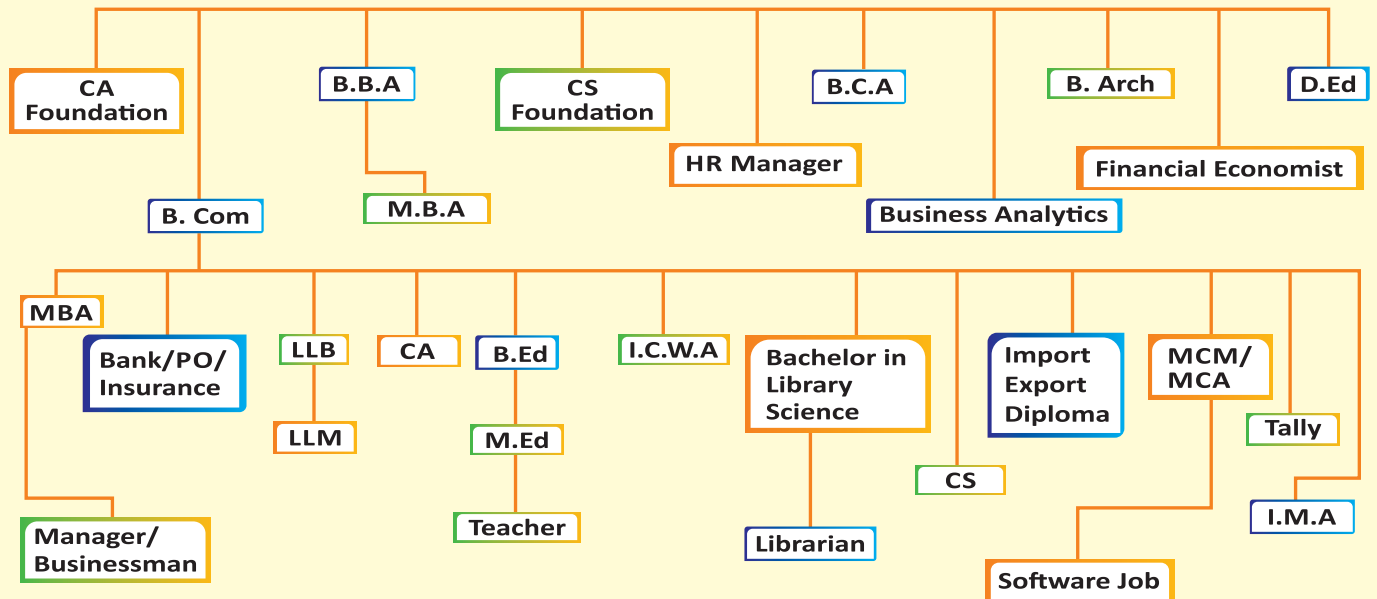 CA
Foundation
B.B.A
CS
Foundation
B.C.A
B. Arch
D.Ed
HR Manager
Financial Economist
B. Com
M.B.A
Business Analytics
MBA
Bank/PO/
Insurance
LLB
CA
B.Ed
I.C.W.A
Bachelor in
Library
Science
Import
Export
Diploma
MCM/
MCA
Tally
LLM
M.Ed
CS
I.M.A
Manager/
Businessman
Teacher
Librarian
Software Job